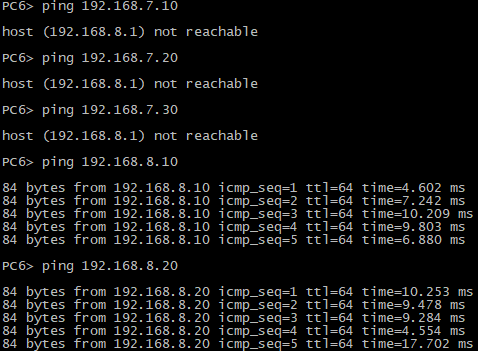 PC6> ping 192.168.7.10
host (192.168.8.1) not reachable
PC6> ping 192.168.7.20
host (192.168.8.1) not reachable
PC6> ping 192.168.7.30
host (192.168.8.1) not reachable
PC6> ping 192.168.8.10
84 bytes from 192.168.8.10 icmp_seq=1 ttl=64 time=4.602 ms
84 bytes from 192.168.8.10 icmp_seq=2 ttl=64 time=7.242 ms
84 bytes from 192.168.8.10 icmp_seq=3 ttl=64 time=10.209 ms
84 bytes from 192.168.8.10 icmp_seq=4 ttl=64 time=9.803 ms
84 bytes from 192.168.8.10 icmp_seq=5 ttl=64 time=6.880 ms
PC6> ping 192.168.8.20
84 bytes from 192.168.8.20 icmp_seq=1 ttl=64 time=10.253 ms
84 bytes from 192.168.8.20 icmp_seq=2 ttl=64 time=9.478 ms
84 bytes from 192.168.8.20 icmp_seq=3 ttl=64 time=9.284 ms
84 bytes from 192.168.8.20 icmp_seq=4 ttl=64 time=4.554 ms
84 bytes from 192.168.8.20 icmp_seq=5 ttl=64 time=17.702 ms